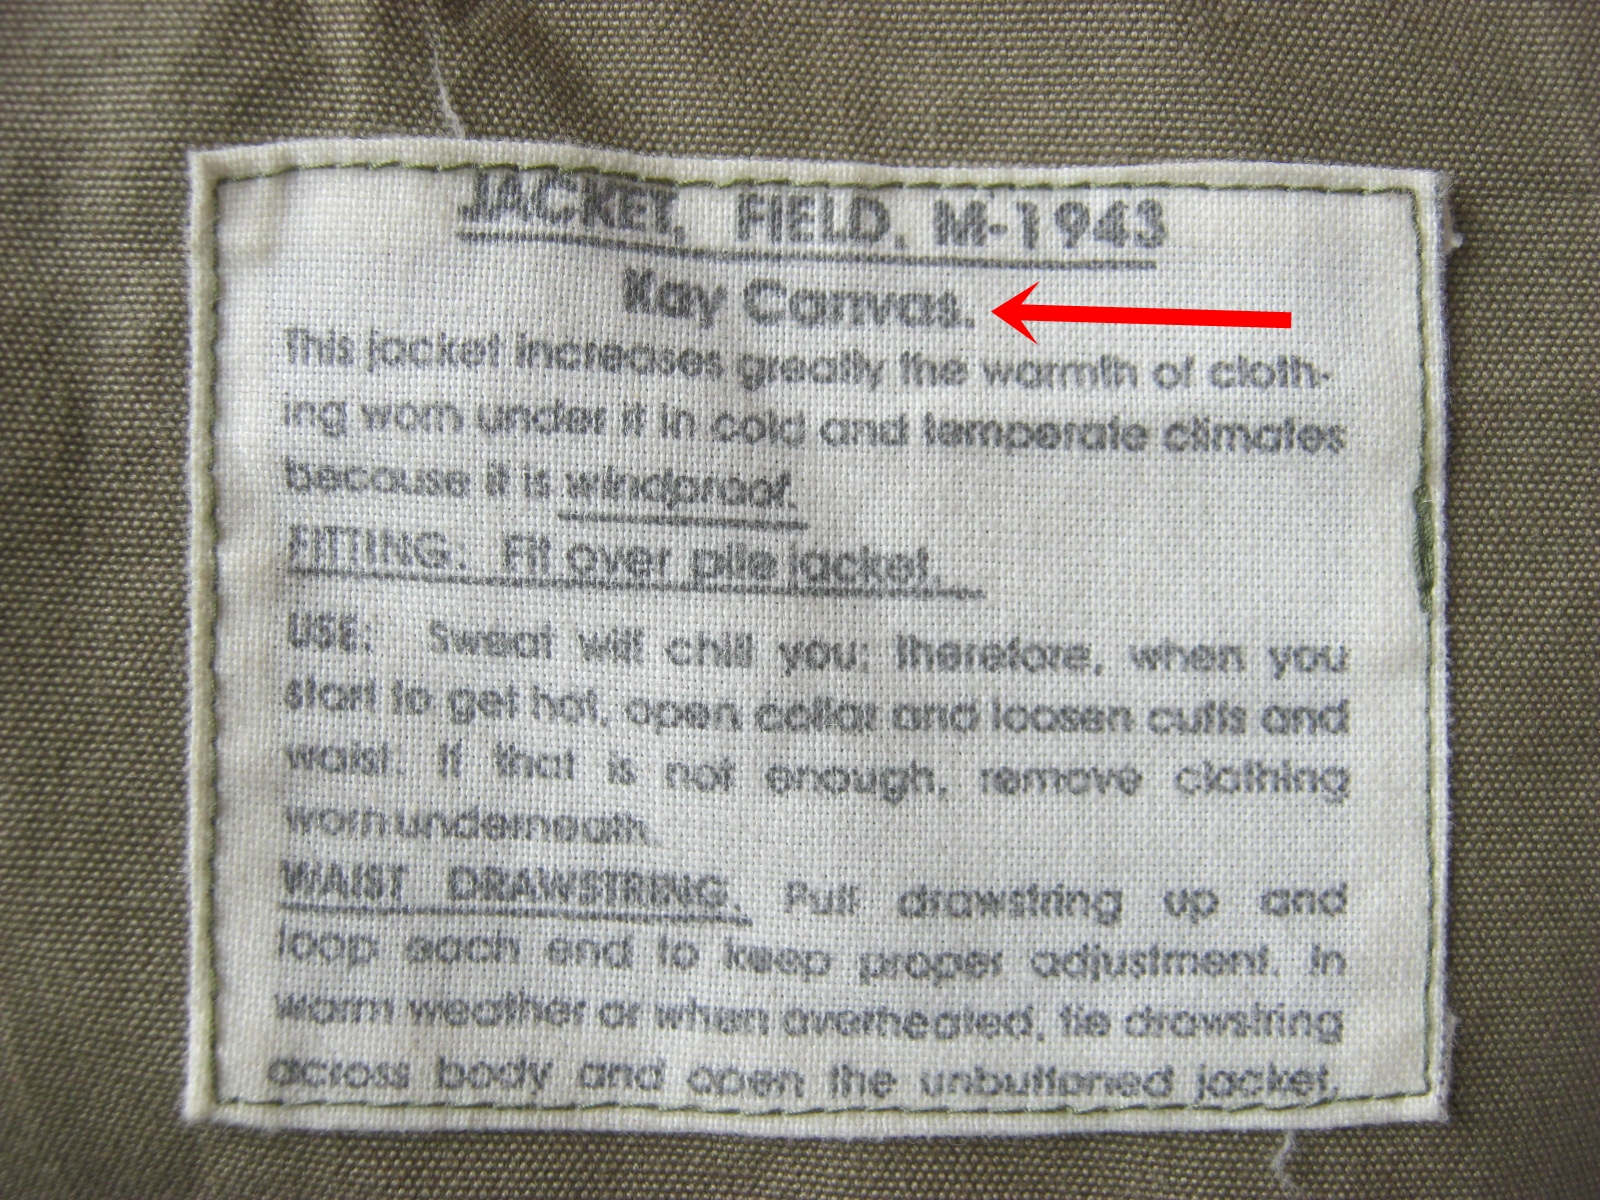 JACKET, FIELD, M-1943
Kay Canvas.
This jacket increases greatly the warmth of cloth-
ing worn under it in cold and temperate climates
because it is windproof.
FITTING: Fit over pile jacket.
USE: Sweat will chill you; therefore, when you
start to get hot, open collar and loosen cuffs and
waist. If that is not enough, remove clothing
worn underneath.
WAIST DRAWSTRING. Pull drawstring up and
loop each end to keep proper adjustment. In
warm weather or when overheated, tie drawstring
across body and open the unbuttoned jacket,